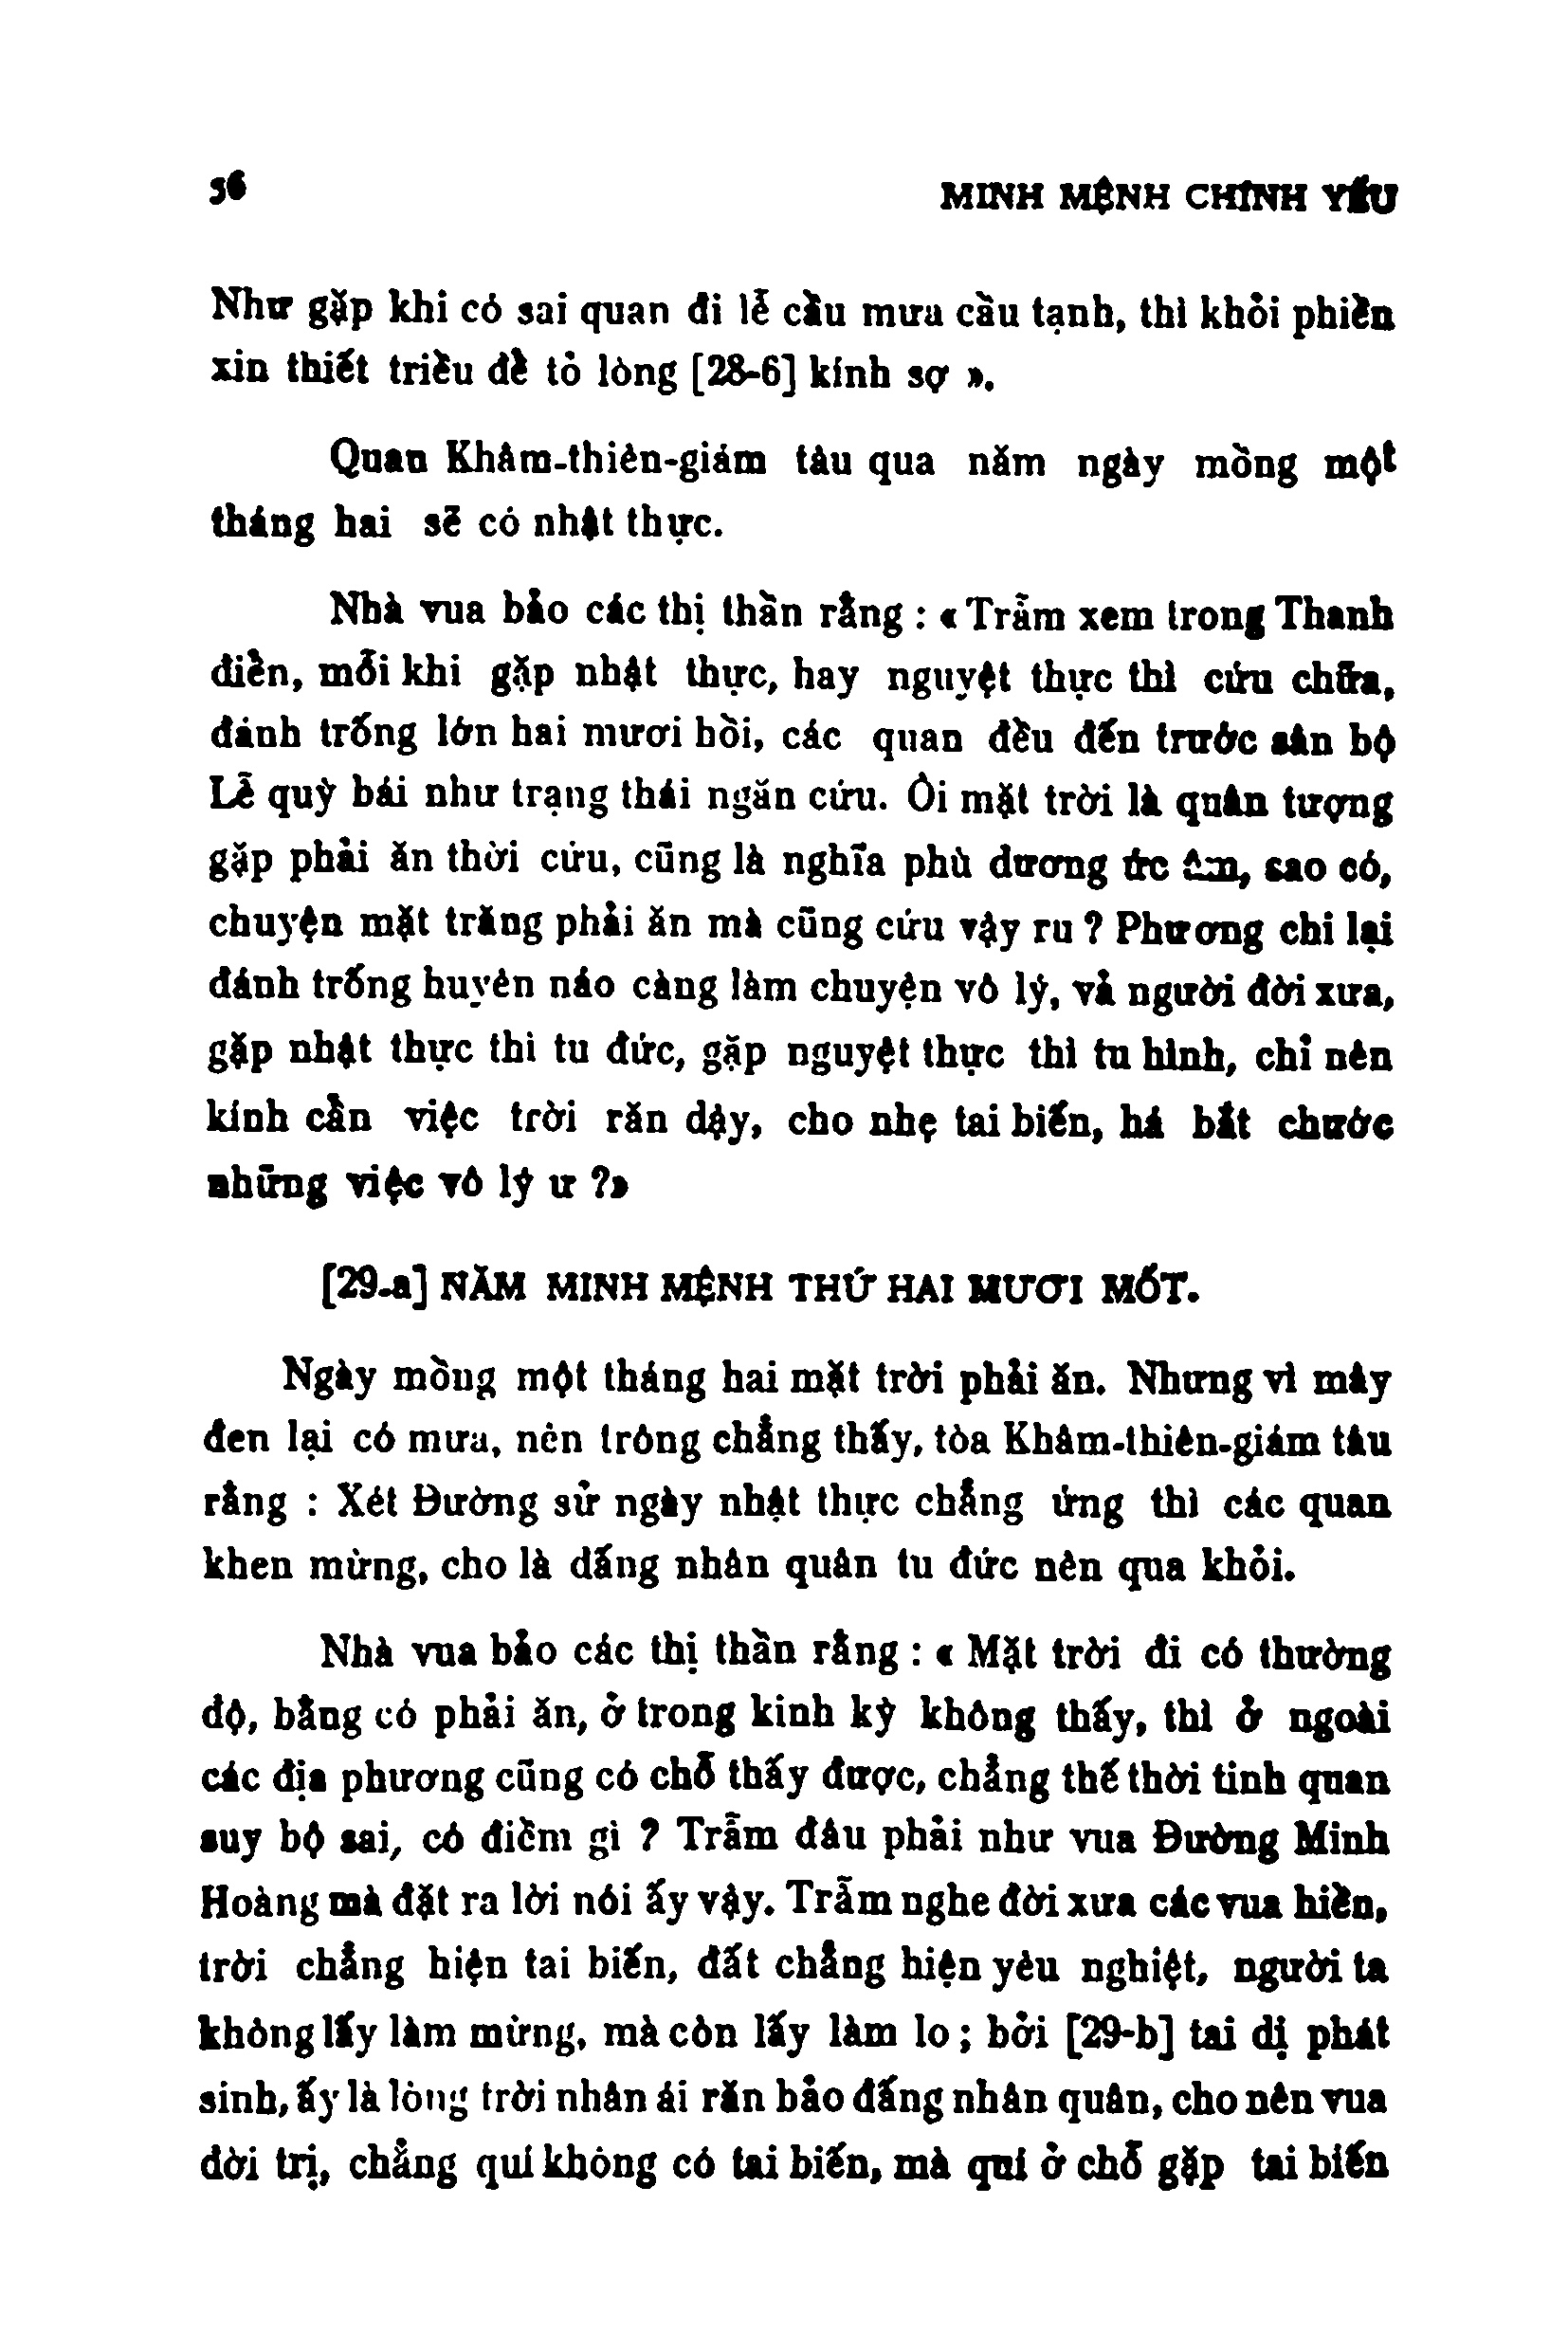 56
MINH MỆNH CHÍNH YẾU
Như gặp khi có sai quan đi lễ cầu mưa cầu tạnh, thì khỏi phiền
xin thiết triều để tỏ lòng [28-6] kính sợ ».
Quan Khâm-thiên-giám tâu qua năm ngày mồng một
tháng hai sẽ có nhật thực.
Nhà vua bảo các thị thần rằng : « Trẫm xem trong Thanh
điển, mỗi khi gặp nhật thực, hay nguyệt thực thì cứu chữa,
đánh trống lớn hai mươi hồi, các quan đều đến trước sân bộ
Lễ quỳ bái như trạng thái ngăn cứu. Ôi mặt trời là quân tượng
gặp phải ăn thời cứu, cũng là nghĩa phù dương ức âm, sao có,
chuyện mặt trăng phải ăn mà cũng cứu vậy ru ? Phương chi lại
đánh trống huyên náo càng làm chuyện vô lý, vả người đời xưa,
gặp nhật thực thì tu đức, gặp nguyệt thực thì tu hình, chỉ nên
kính cẩn việc trời răn dậy, cho nhẹ tai biến, há bắt chước
những việc vô lý ư ?»
[29-a] NĂM MINH MỆNH THỨ HAI MƯƠI MỐT.
Ngày mồng một tháng hai mặt trời phải ăn. Nhưng vì mây
đen lại có mưa, nên trông chẳng thấy, tòa Khâm-thiên-giám tâu
rằng : Xét Đường sử ngày nhật thực chẳng ứng thì các quan
khen mừng, cho là dấng nhân quân tu đức nên qua khỏi.
Nhà vua bảo các thị thần rằng : « Mặt trời đi có thường
độ, bằng có phải ăn, ở trong kinh kỳ không thấy, thì ở ngoài
các địa phương cũng có chỗ thấy được, chẳng thế thời tinh quan
suy bộ sai, có điềm gì ? Trẫm đâu phải như vua Đường Minh
Hoàng mà đặt ra lời nói ấy vậy. Trẫm nghe đời xưa các vua hiền,
trời chẳng hiện tai biến, đất chẳng hiện yêu nghiệt, người ta
không lấy làm mừng, mà còn lấy làm lo ; bởi [29-b] tai dị phát
sinh, ấy là lòng trời nhân ái răn bảo đấng nhân quân, cho nên vua
đời trị, chẳng quí không có tai biến, mà quí ở chỗ gặp tai biến